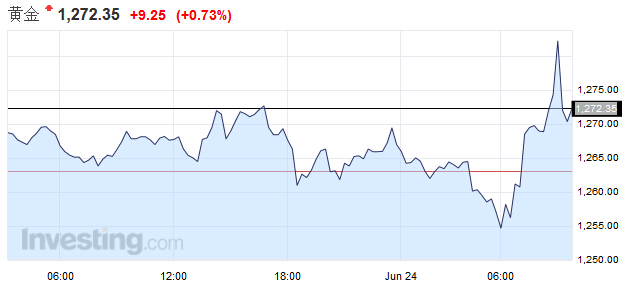 黄金 1,272.35 +9.25 (+0.73%)
1,275.00
1,272.35
1,270.00
1,265.00
1,260.00
1,255.00
1,250.00
Investing.com
06:00 12:00 18:00 Jun 24 06:00